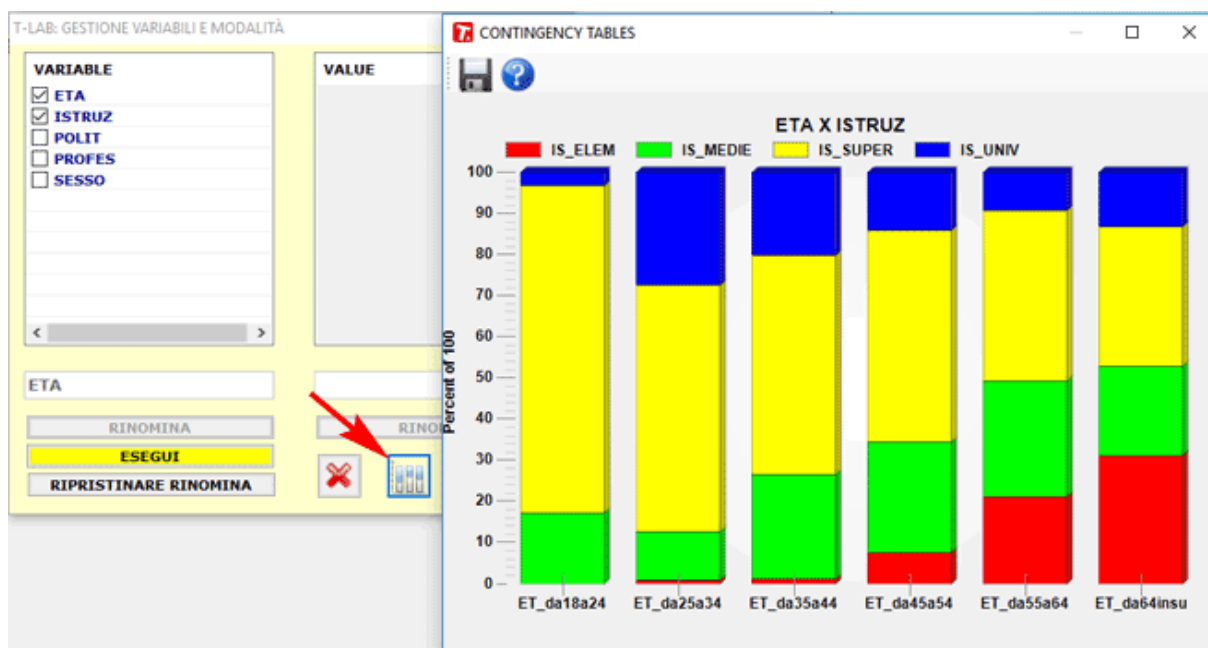 T-LAB: GESTIONE VARIABILI E MODALITÀ
VARIABLE
ETA
ISTRUZ
POLIT
PROFES
SESSO
VALUE
ETA
RINOMINA
ESEGUI
RIPRISTINARE RINOMINA
RINO
CONTINGENCY TABLES
ETA X ISTRUZ
IS_ELEM IS_MEDIE IS_SUPER IS_UNIV
Percent of 100
100
90
80
70
60
50
40
30
20
10
0
ET_da18a24 ET_da25a34 ET_da35a44 ET_da45a54 ET_da55a64 ET_da64insu